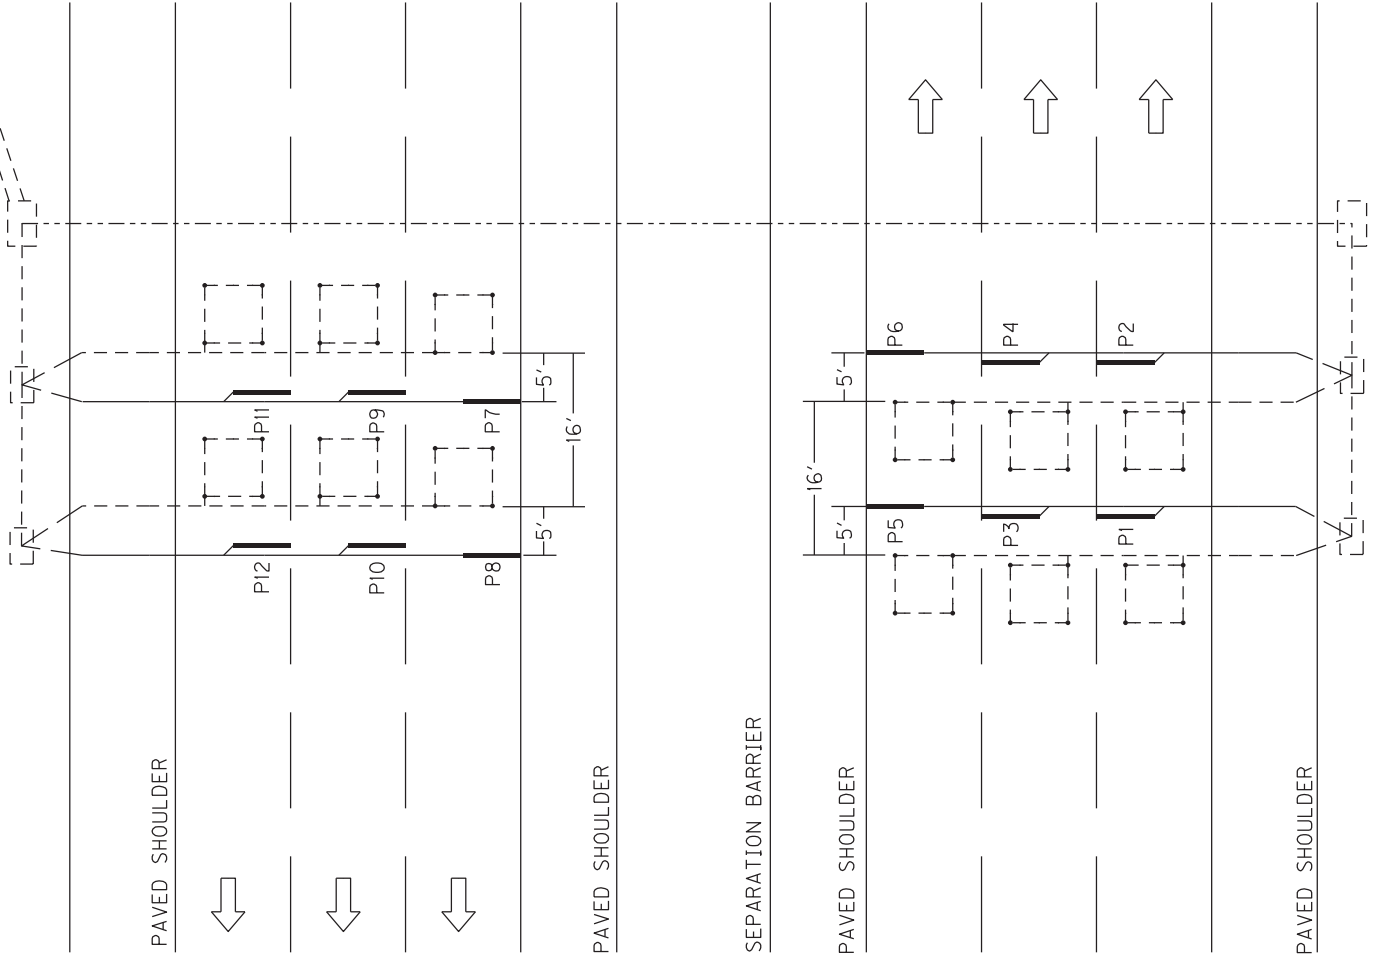 P6
P4
P2
5'
5'
16'
P11
P9
P7
16'
P5
P3
P1
5'
5'
P12
P10
P8
PAVED SHOULDER
PAVED SHOULDER
SEPARATION BARRIER
PAVED SHOULDER
PAVED SHOULDER